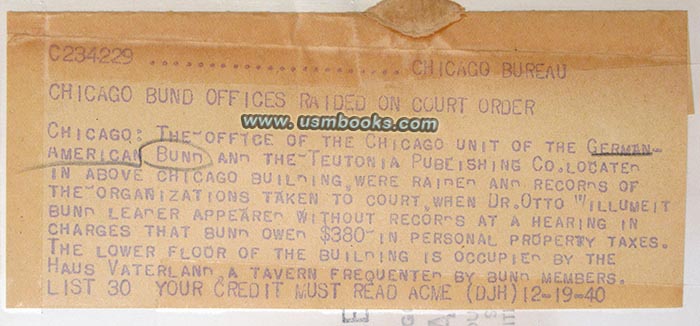 C234229 ........................ CHICAGO BUREAU
CHICAGO BUND OFFICES RAIDED ON COURT ORDER
www.usmbooks.com
CHICAGO: THE OFFICE OF THE CHICAGO UNIT OF THE GERMAN-
AMERICAN BUND AND THE TEUTONIA PUBLISHING CO. LOCATED
IN ABOVE CHICAGO BUILDING, WERE RAIDED AND RECORDS OF
THE ORGANIZATIONS TAKEN TO COURT, WHEN DR. OTTO WILLUMEIT
BUND LEADER APPEARED WITHOUT RECORDS AT A HEARING IN
CHARGES THAT BUND OWED $380 IN PERSONAL PROPERTY TAXES.
THE LOWER FLOOR OF THE BUILDING IS OCCUPIED BY THE
HAUS VATERLAND, A TAVERN FREQUENTED BY BUND MEMBERS.
LIST 30 YOUR CREDIT MUST READ ACME (DJH) 12-19-40